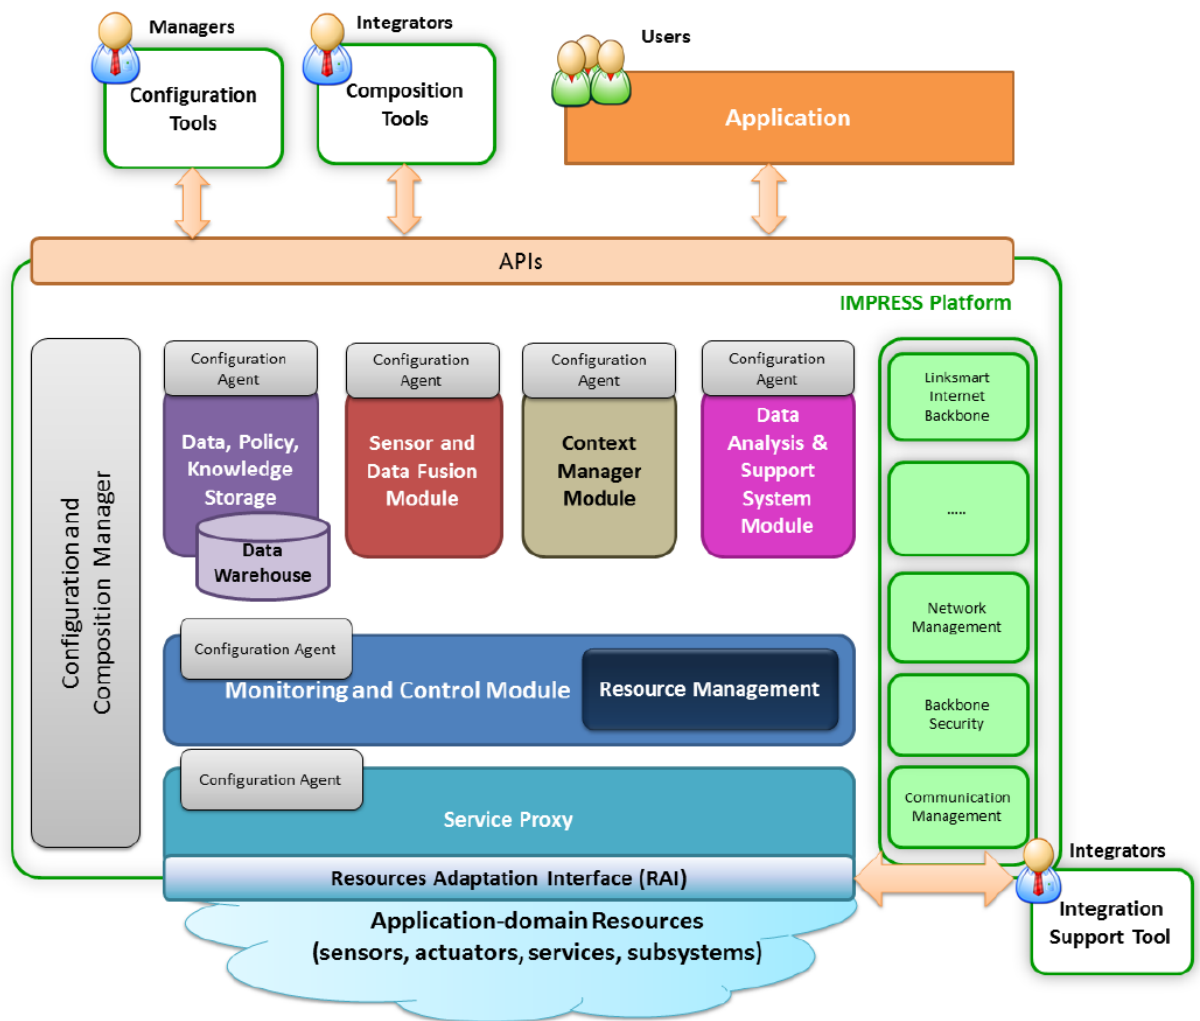 Managers
Integrators
Users
Configuration
Tools
Composition
Tools
Application
APIs
IMPRESS Platform
Configuration and
Composition Manager
Configuration
Agent
Data, Policy,
Knowledge
Storage
Data
Warehouse
Configuration
Agent
Sensor and
Data Fusion
Module
Configuration
Agent
Context
Manager
Module
Configuration
Agent
Data
Analysis &
Support
System
Module
Linksmart
Internet
Backbone
.....
Network
Management
Backbone
Security
Communication
Management
Configuration Agent
Monitoring and Control Module
Resource Management
Configuration Agent
Service Proxy
Resources Adaptation Interface (RAI)
Application-domain Resources
(sensors, actuators, services, subsystems)
Integrators
Integration
Support Tool